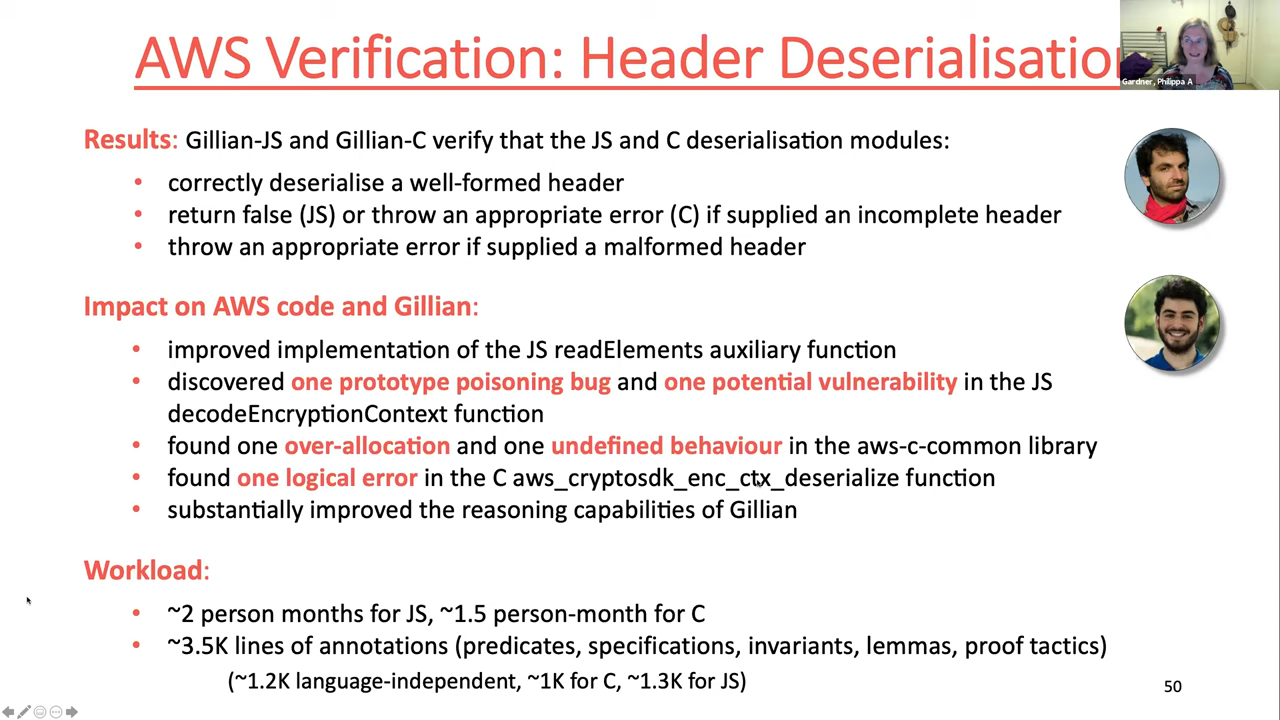 AWS Verification: Header Deserialisatio
Gardner, Philippa A
Results: Gillian-JS and Gillian-C verify that the JS and C deserialisation modules:
• correctly deserialise a well-formed header
• return false (JS) or throw an appropriate error (C) if supplied an incomplete header
• throw an appropriate error if supplied a malformed header
Impact on AWS code and Gillian:
• improved implementation of the JS readElements auxiliary function
• discovered one prototype poisoning bug and one potential vulnerability in the JS
decodeEncryptionContext function
• found one over-allocation and one undefined behaviour in the aws-c-common library
• found one logical error in the C aws_cryptosdk_enc_ctx_deserialize function
• substantially improved the reasoning capabilities of Gillian
Workload:
• ~2 person months for JS, ~1.5 person-month for C
• ~3.5K lines of annotations (predicates, specifications, invariants, lemmas, proof tactics)
(~1.2K language-independent, ~1K for C, ~1.3K for JS)
50